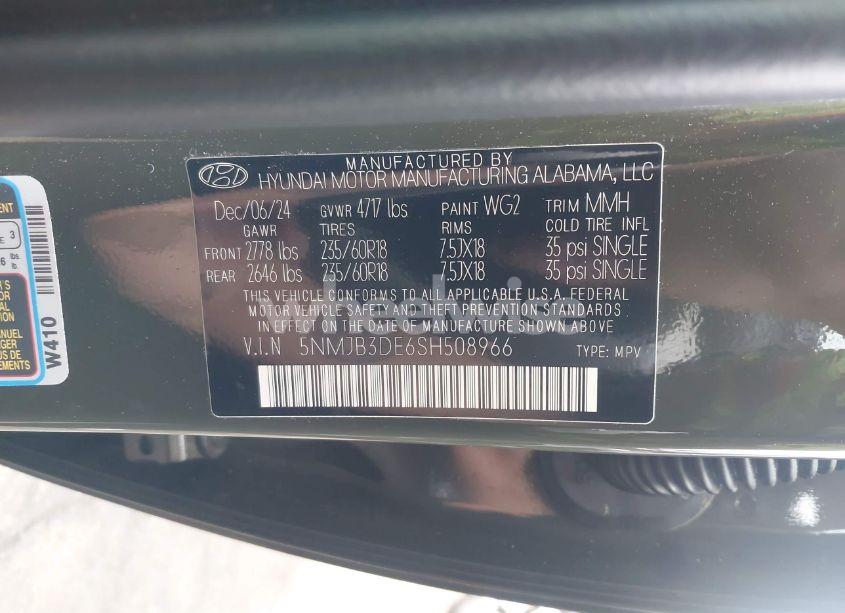 MANUFACTURED BY
HYUNDAI MOTOR MANUFACTURING ALABAMA, LLC
Dec/06/24 GVWR 4717 lbs PAINT WG2 TRIM MMH
GAWR TIRES RIMS COLD TIRE INFL
FRONT 2778 lbs 235/60R18 7.5JX18 35 psi SINGLE
REAR 2646 lbs 235/60R18 7.5JX18 35 psi SINGLE
THIS VEHICLE CONFORMS TO ALL APPLICABLE U.S.A. FEDERAL
MOTOR VEHICLE SAFETY AND THEFT PREVENTION STANDARDS
IN EFFECT ON THE DATE OF MANUFACTURE SHOWN ABOVE
V.I.N 5NMJB3DE6SH508966 TYPE: MPV
W410
3